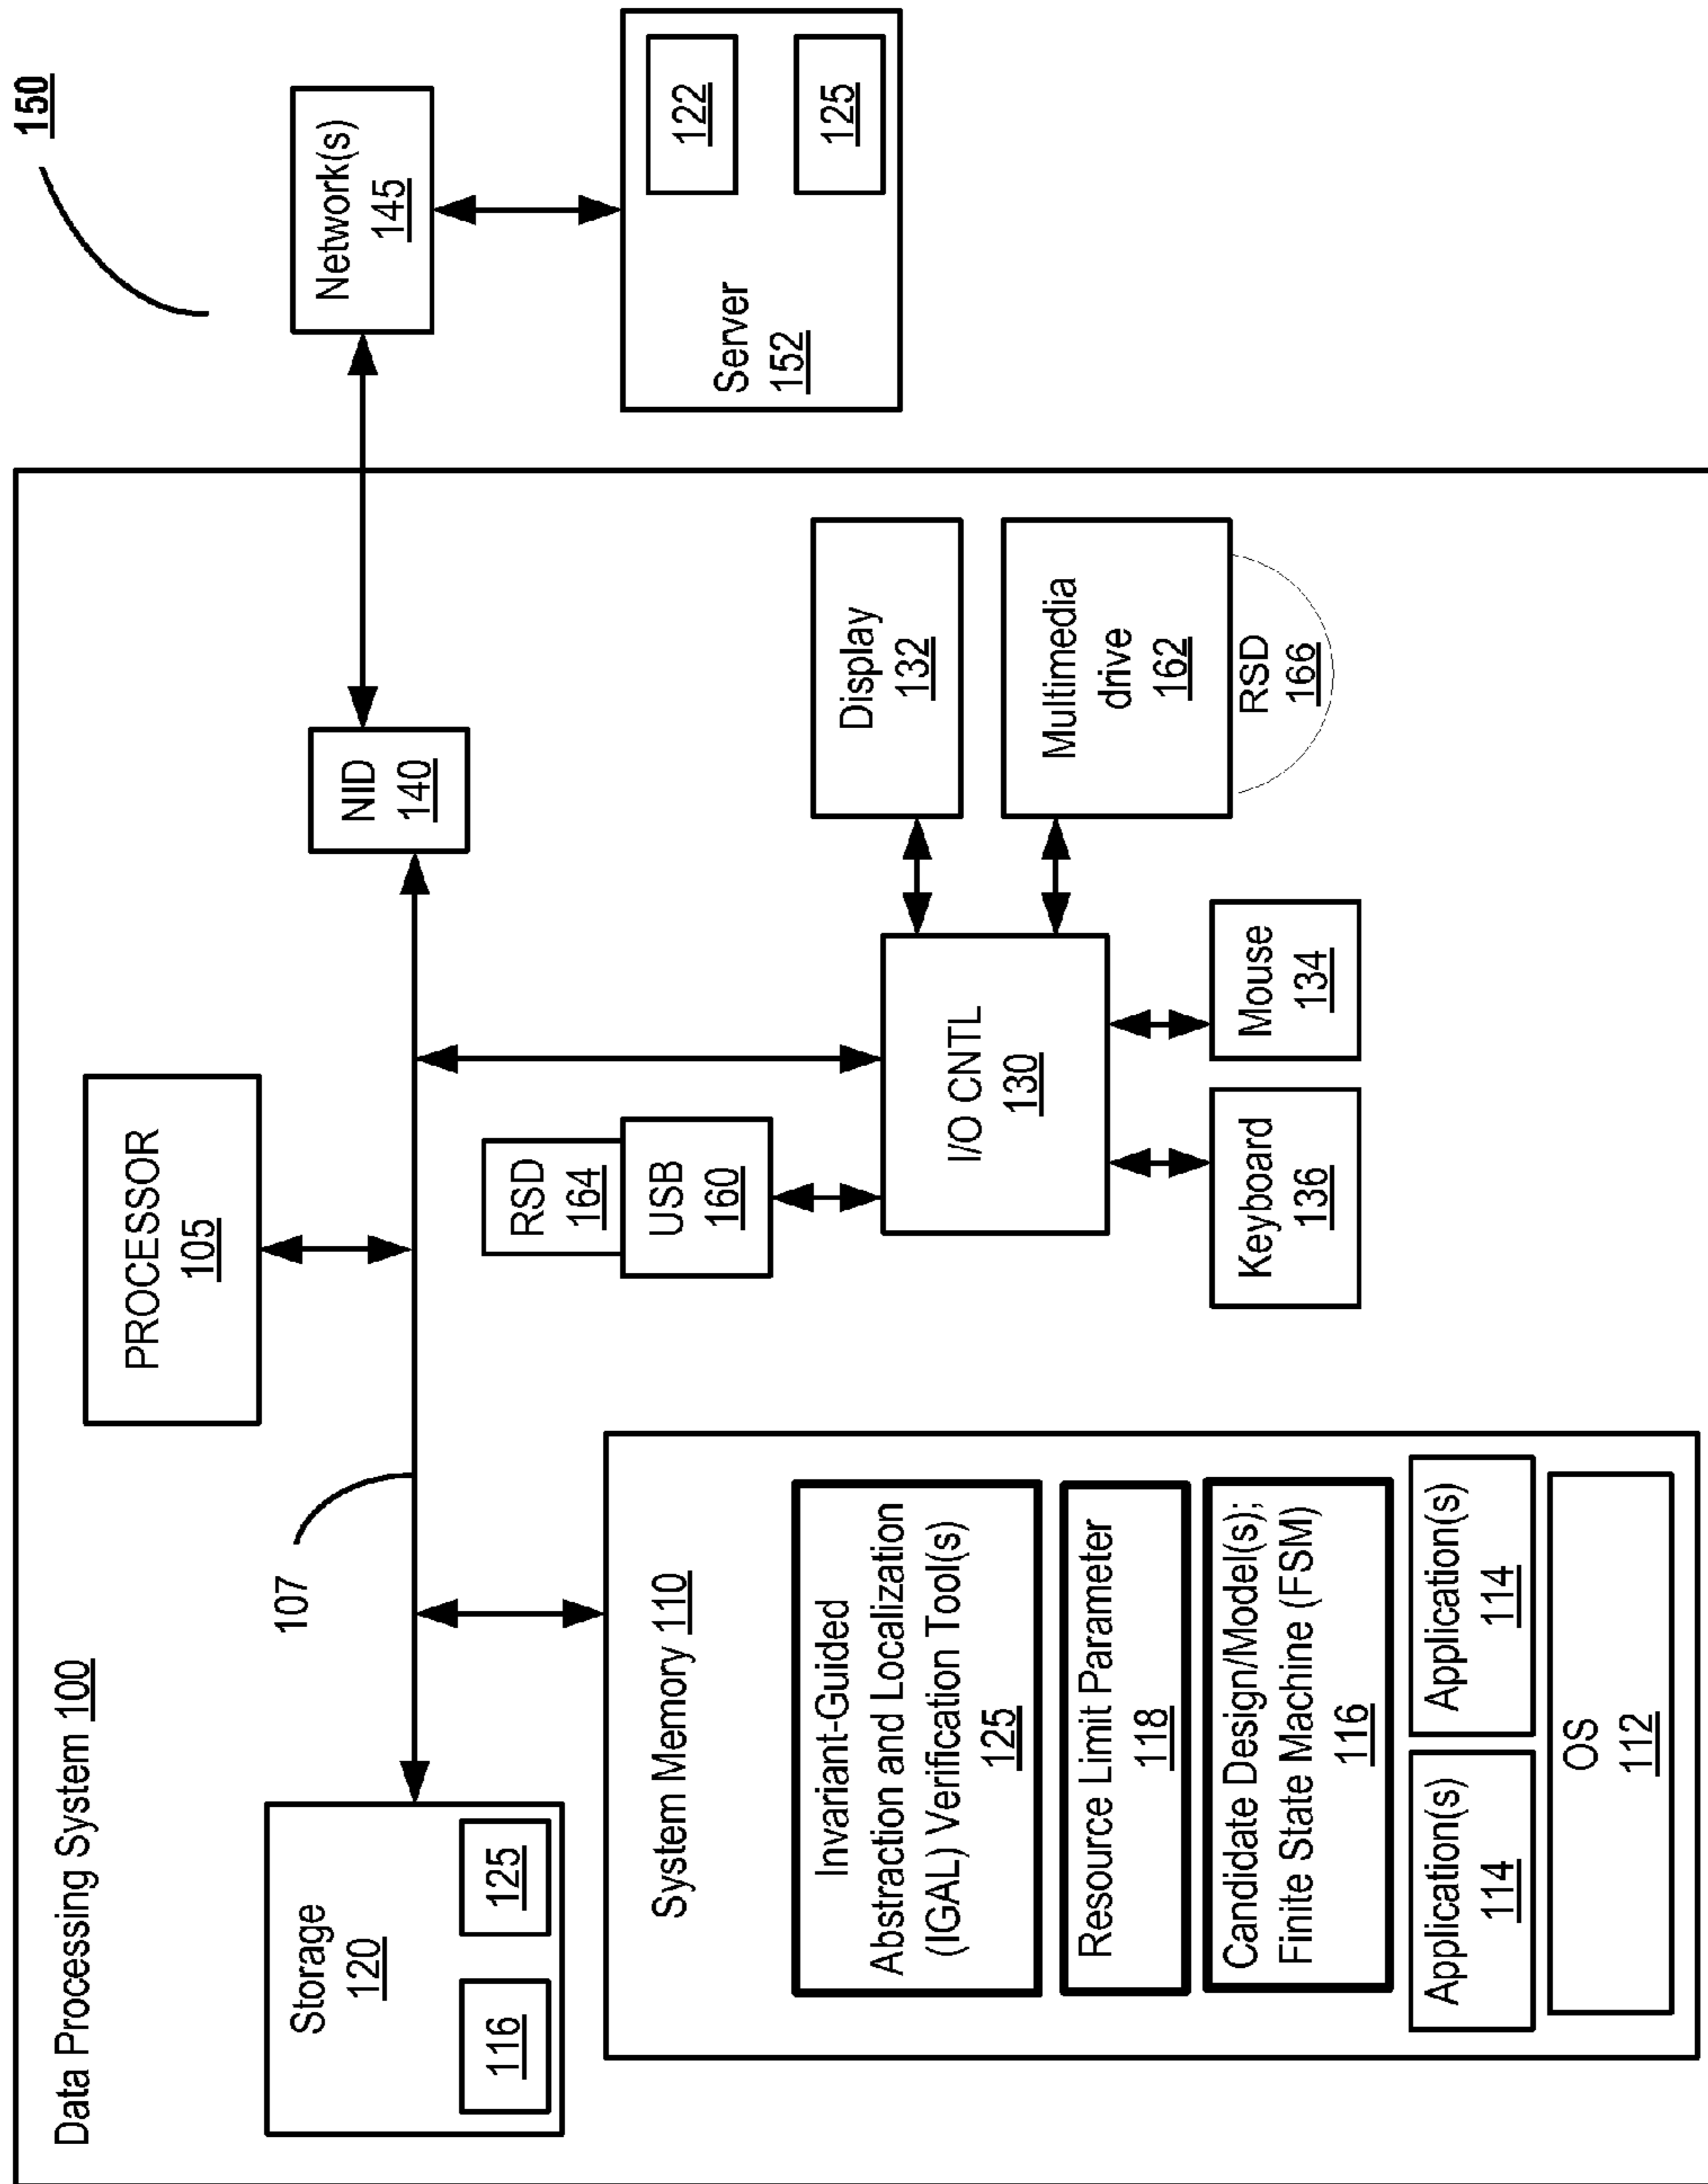 150
Data Processing System 100
PROCESSOR
105
Network(s)
145
Storage
120
116
125
107
NID
140
Server
152
122
125
RSD
164
USB
160
System Memory 110
Invariant-Guided
Abstraction and Localization
(IGAL) Verification Tool(s)
125
Resource Limit Parameter
118
Candidate Design/Model(s);
Finite State Machine (FSM)
116
Application(s)
114
Application(s)
114
OS
112
I/O CNTL
130
Display
132
Multimedia
drive
162
RSD
166
Keyboard
136
Mouse
134